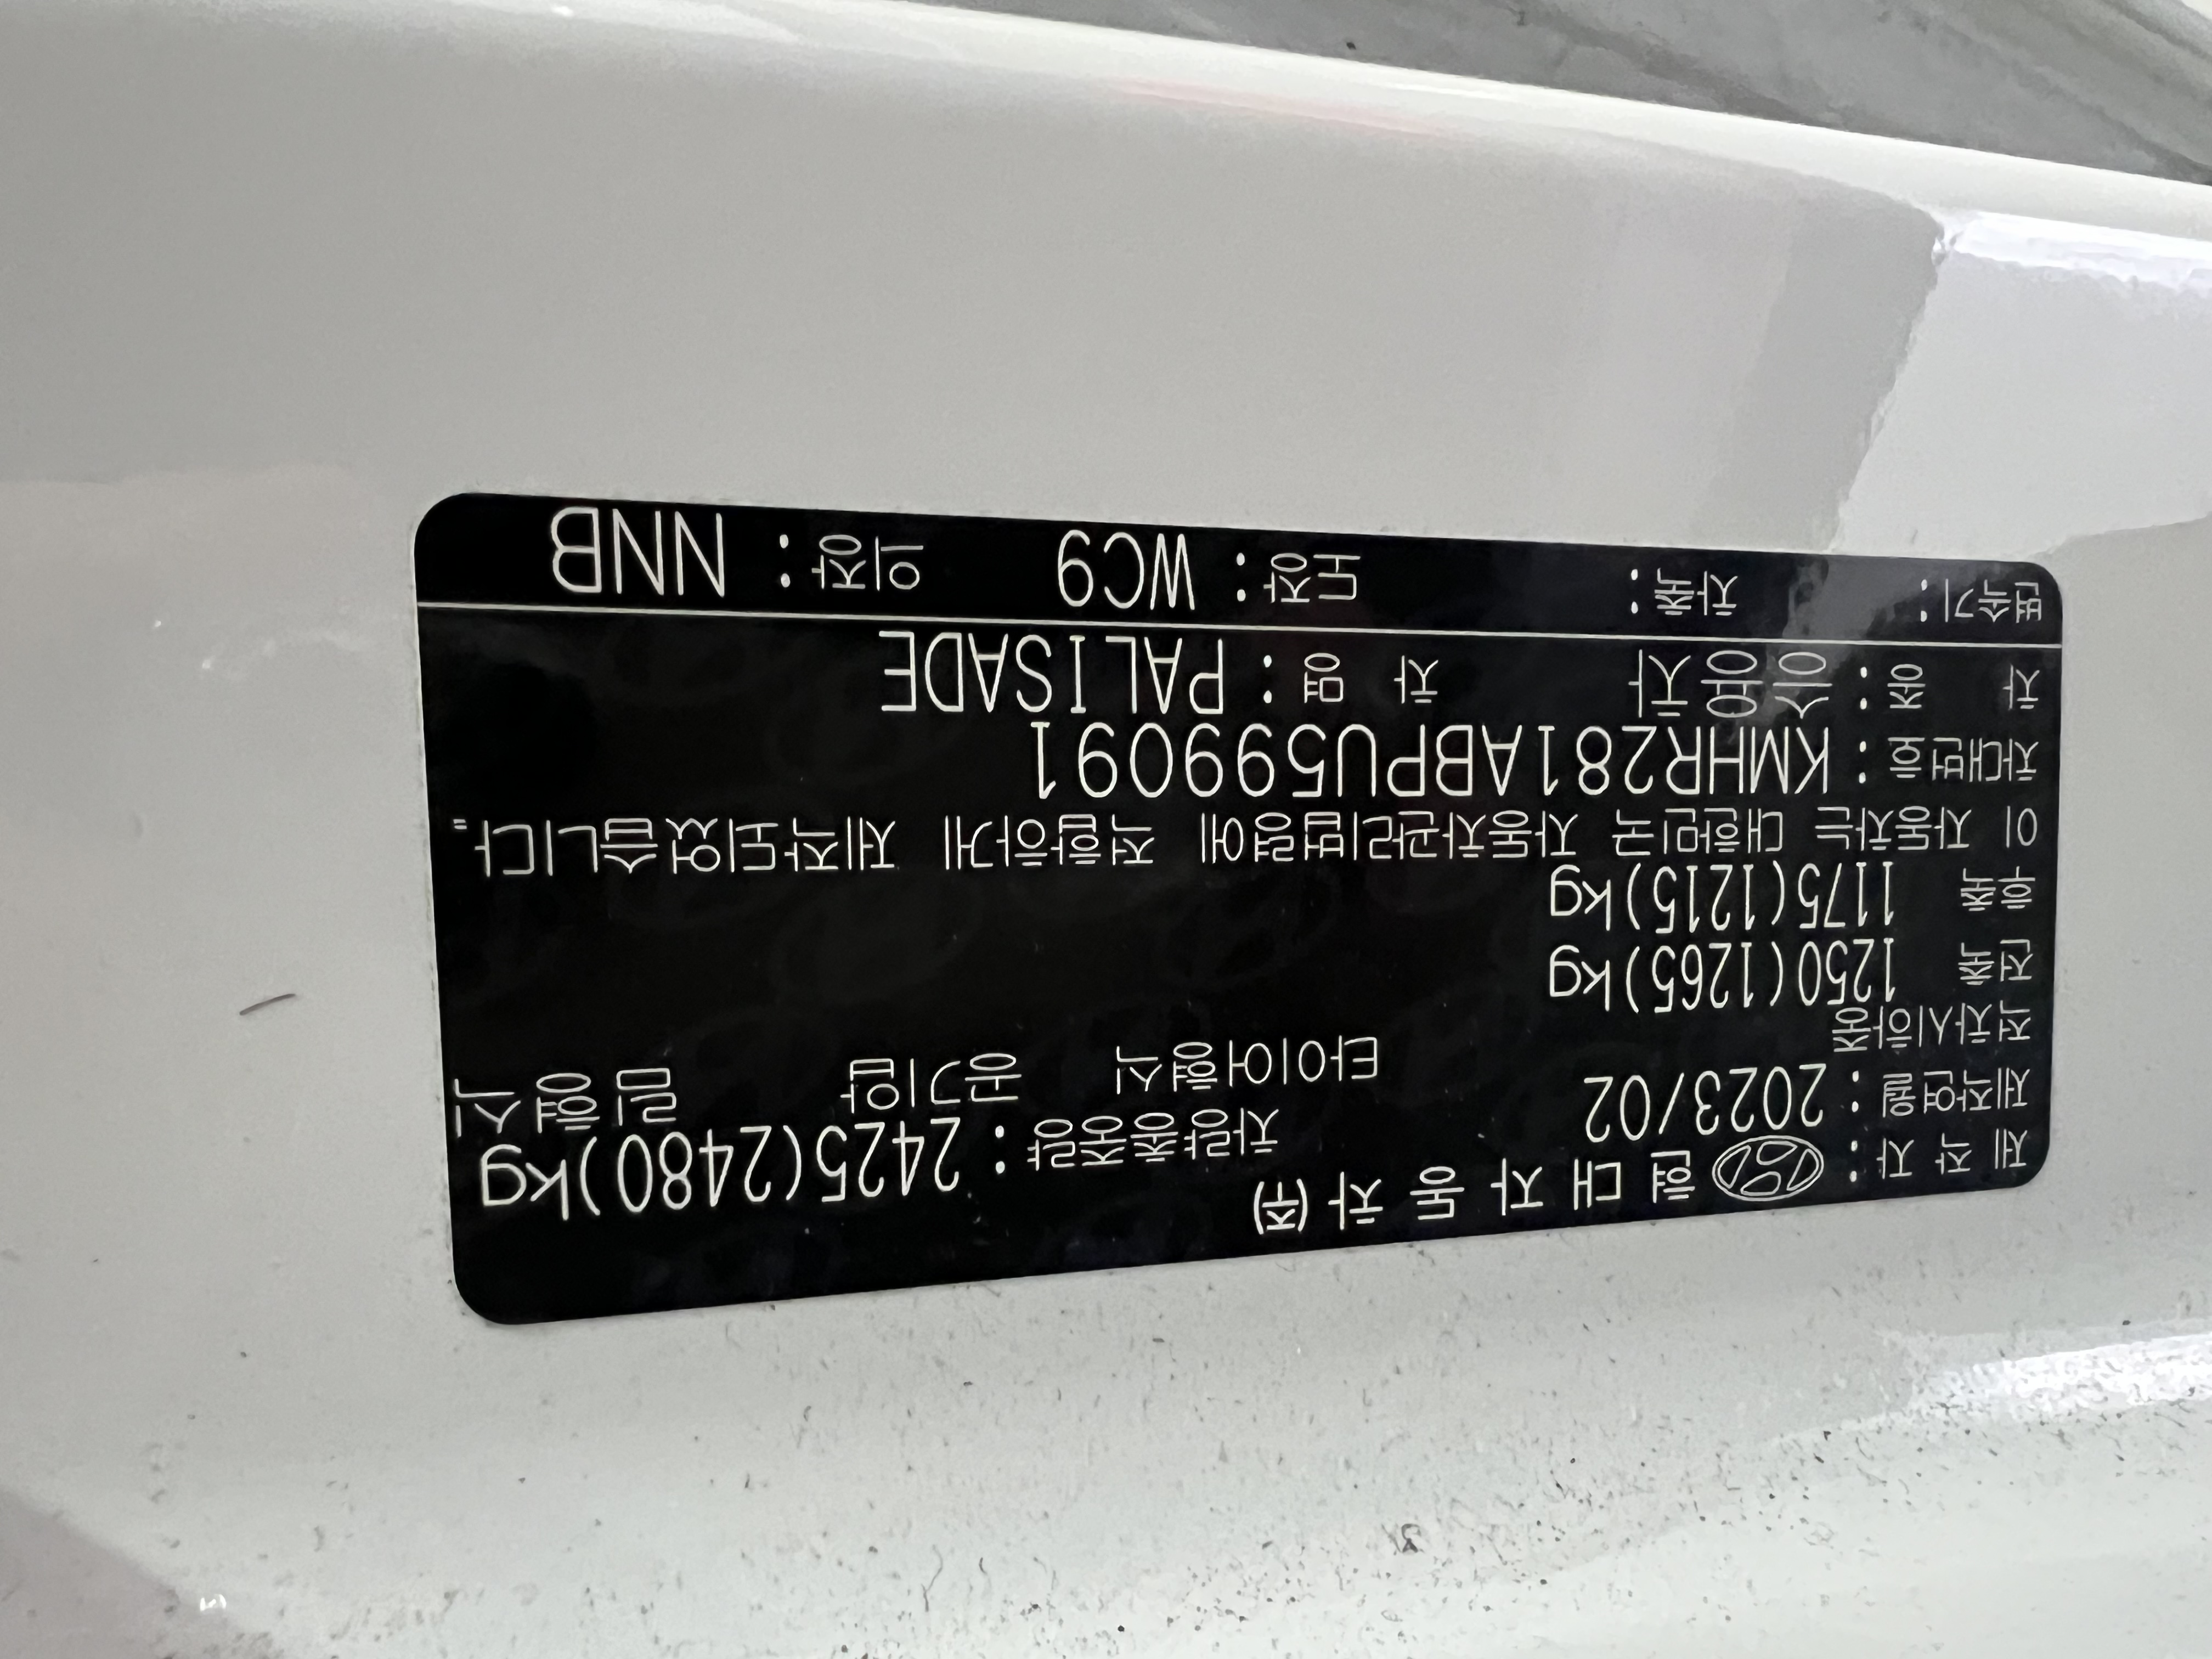 제 작 자 : 현 대 자 동 차 (주)
제작연월 : 2023/02 차량총중량 : 2425(2480)kg
적차시하중 타이어형식 공기압 림형식
전축 1250(1265)kg
후축 1175(1215)kg
이 자동차는 대한민국 자동차관리법령에 적합하게 제작되었습니다."
차대번호 : KMHR281ABPU599091
차 종 : 승용차 차 명 : PALISADE
변속기 : 차축 : 도장 : WC9 의장 : NNB